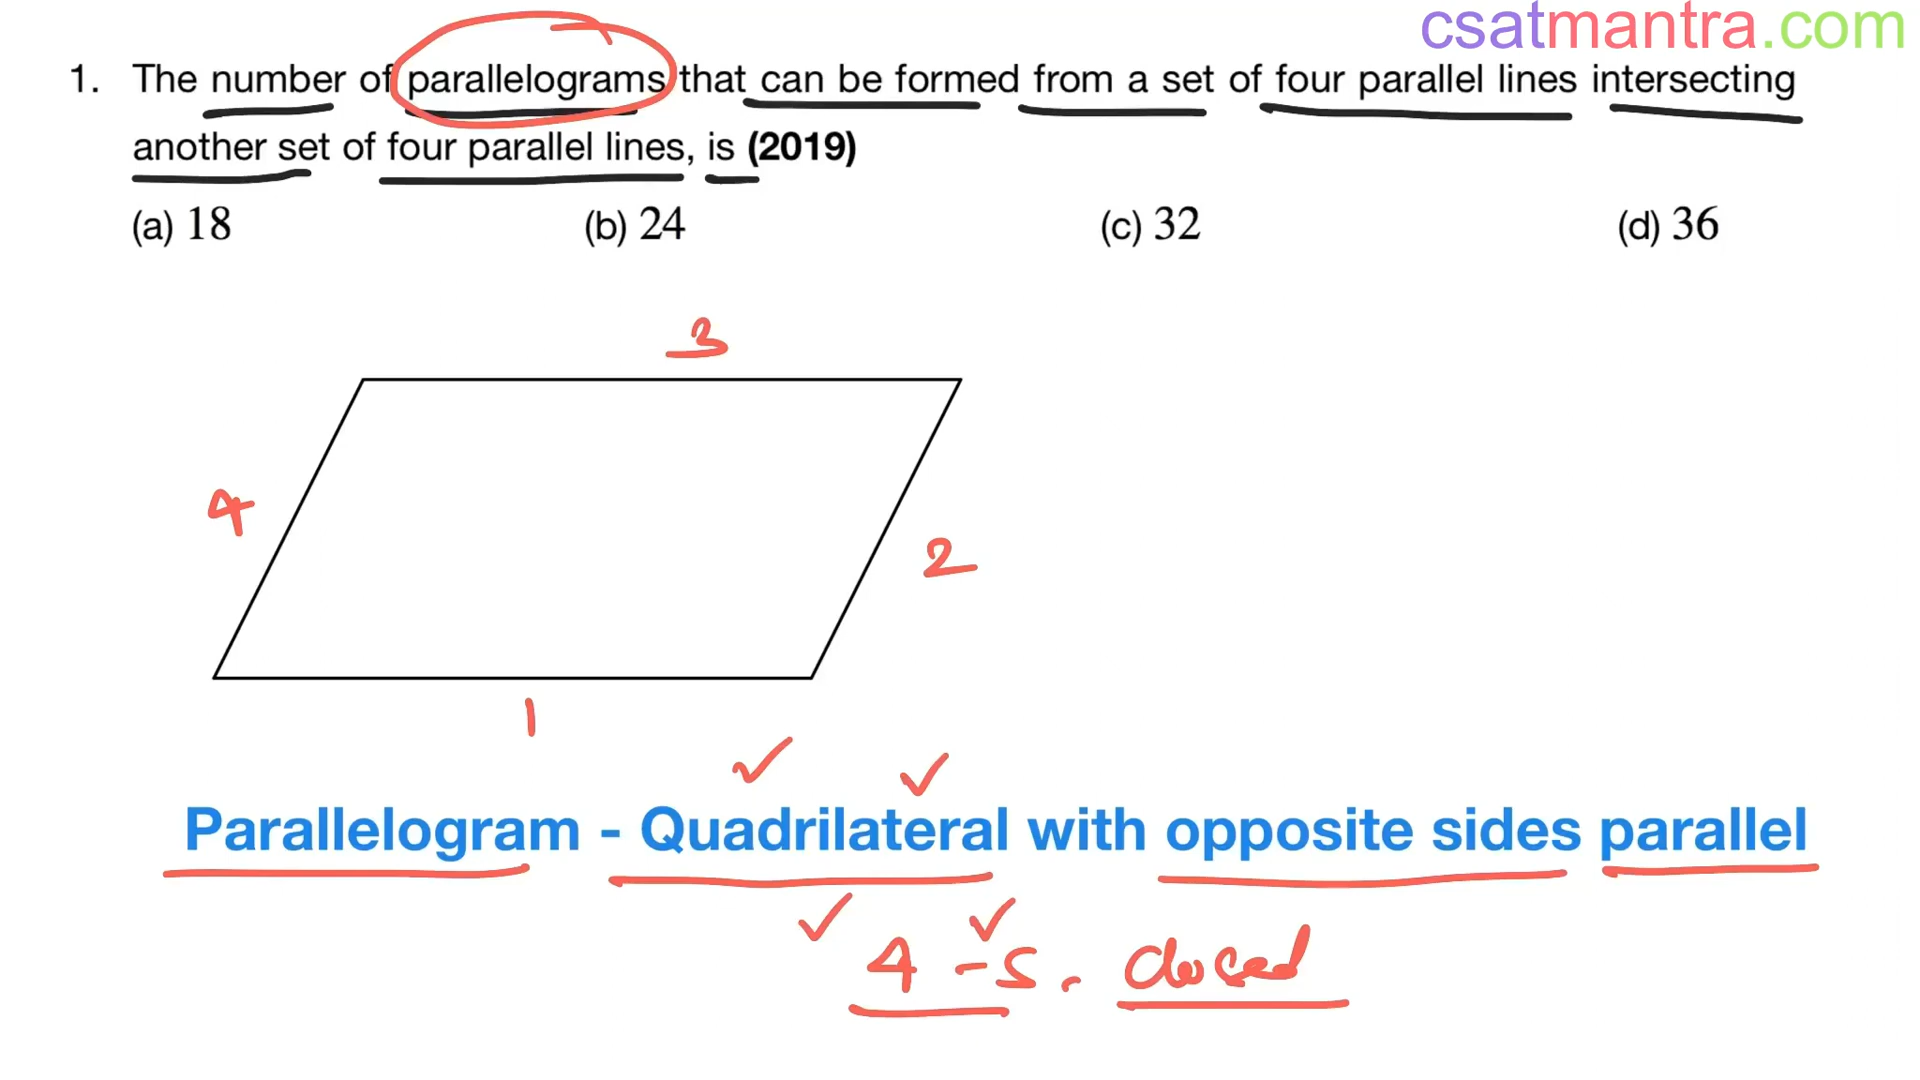 csatmantra.com
1. The number of parallelograms that can be formed from a set of four parallel lines intersecting
another set of four parallel lines, is (2019)
(a) 18 (b) 24 (c) 32 (d) 36
3
4
2
1
Parallelogram - Quadrilateral with opposite sides parallel
4 - S. closed